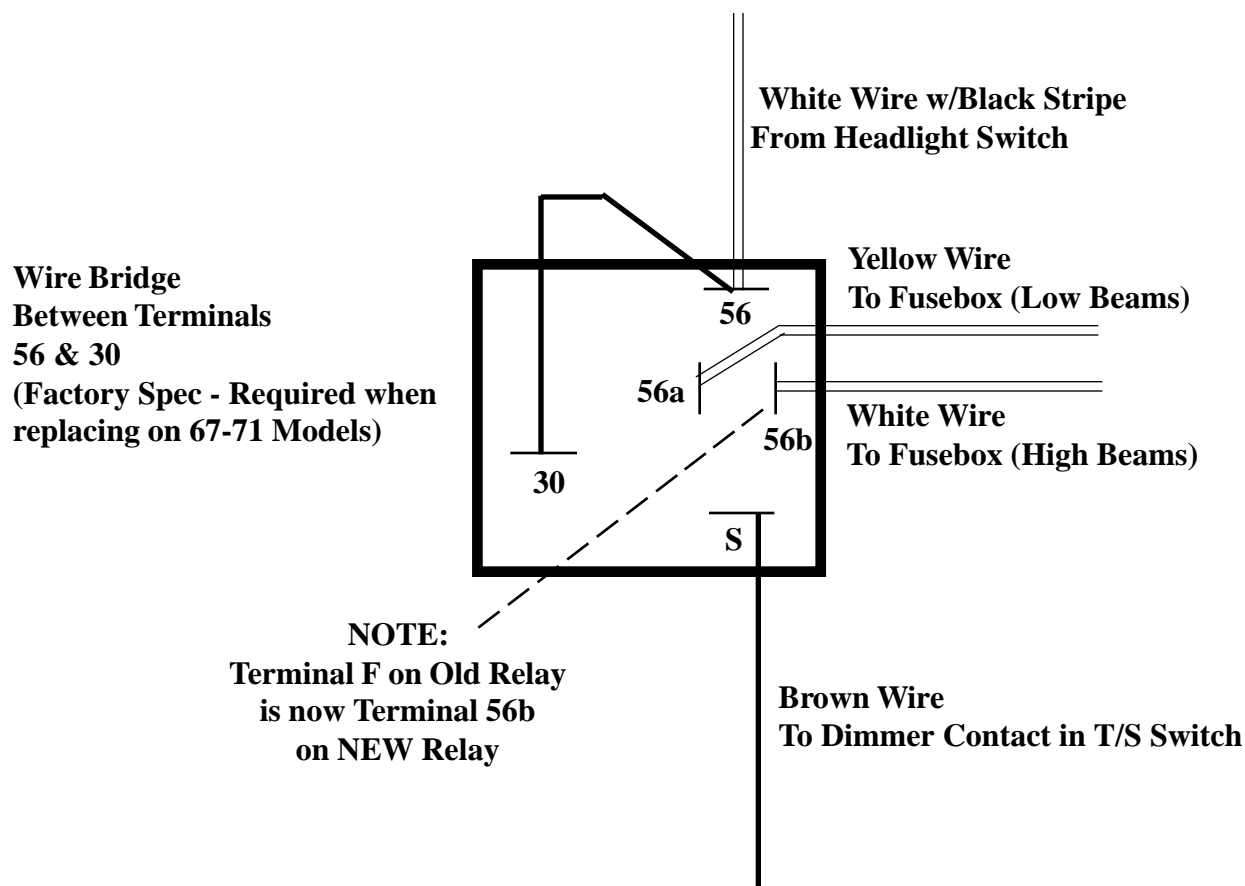 White Wire w/Black Stripe
From Headlight Switch
Wire Bridge
Between Terminals
56 & 30
(Factory Spec - Required when
replacing on 67-71 Models)
Yellow Wire
To Fusebox (Low Beams)
56
56a
56b
White Wire
To Fusebox (High Beams)
30
S
NOTE:
Terminal F on Old Relay
is now Terminal 56b
on NEW Relay
Brown Wire
To Dimmer Contact in T/S Switch